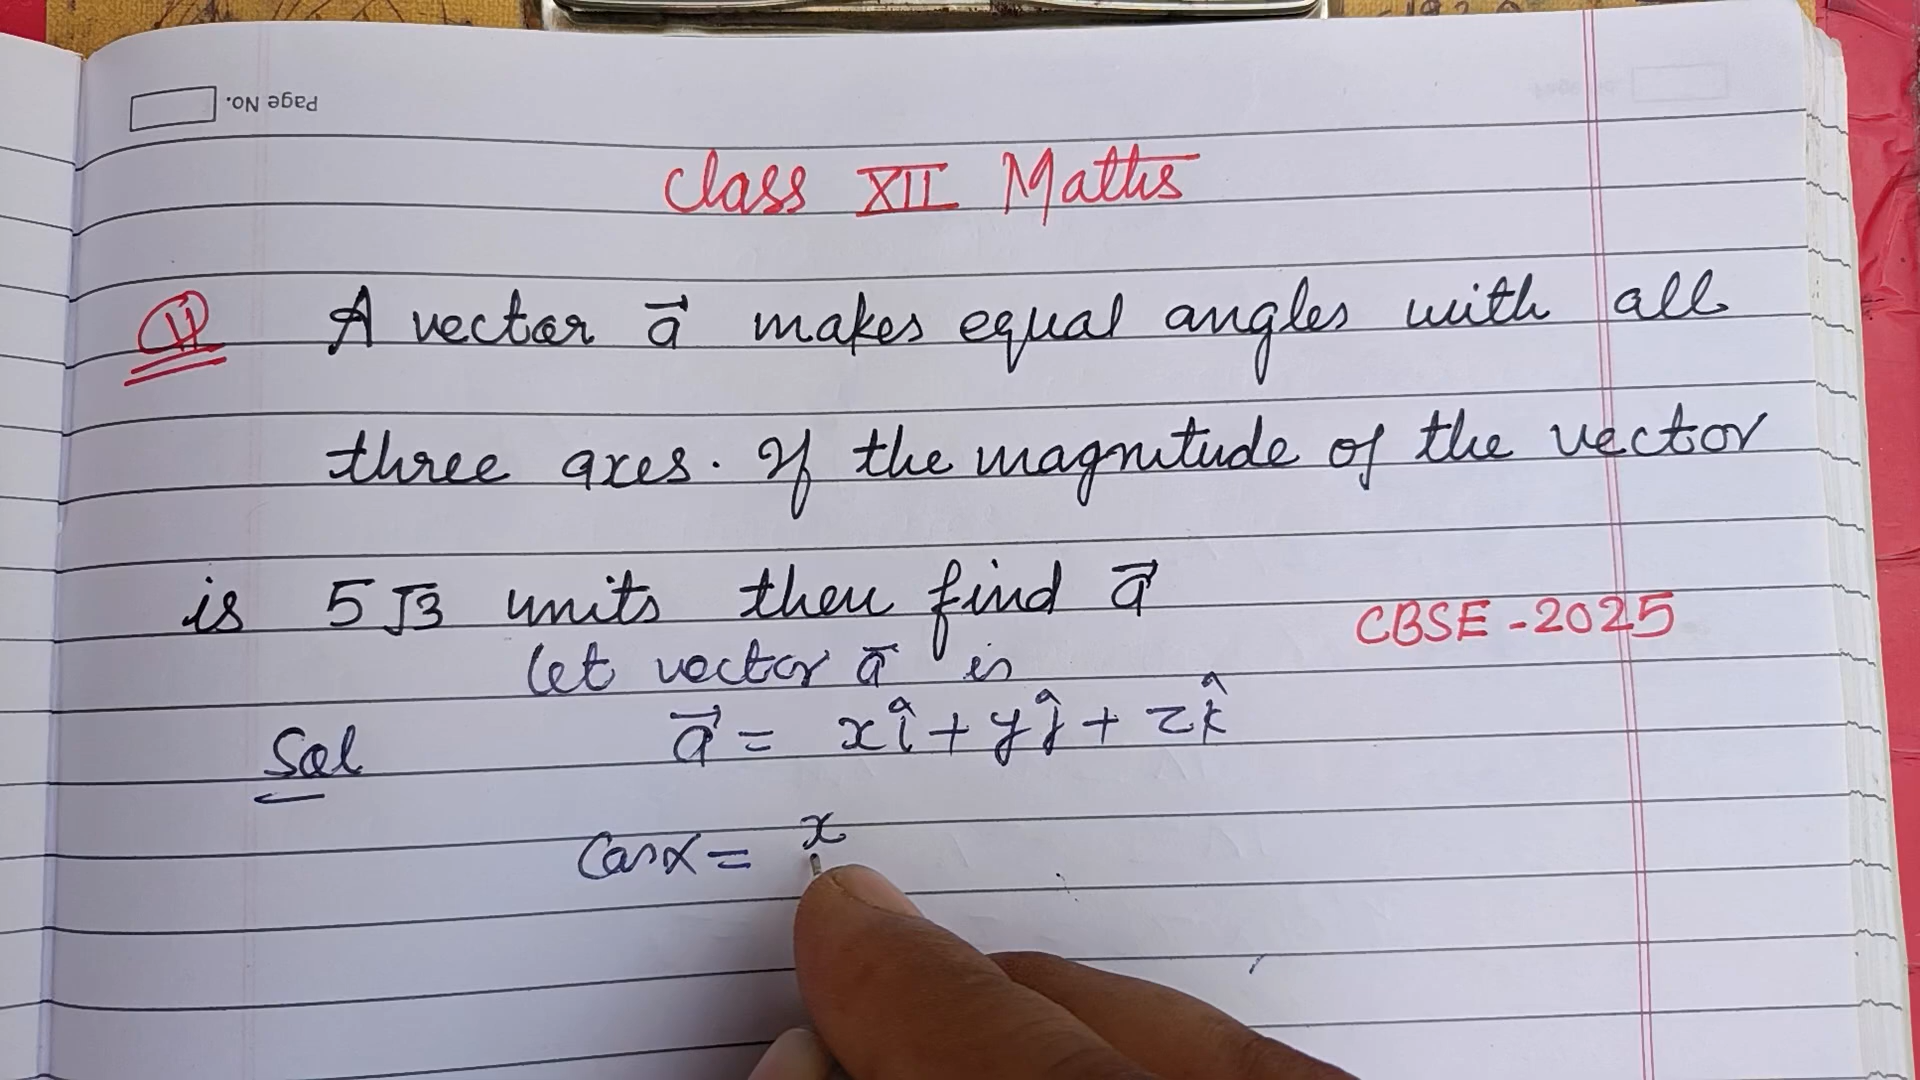 Page No.
Class XII Maths
Q11 A vector a⃗ makes equal angles with all
three axes. If the magnitude of the vector
is 5√3 units then find a⃗
CBSE - 2025
let vector a⃗ is
Sol a⃗ = xî + yĵ + zk̂
Cosα = x